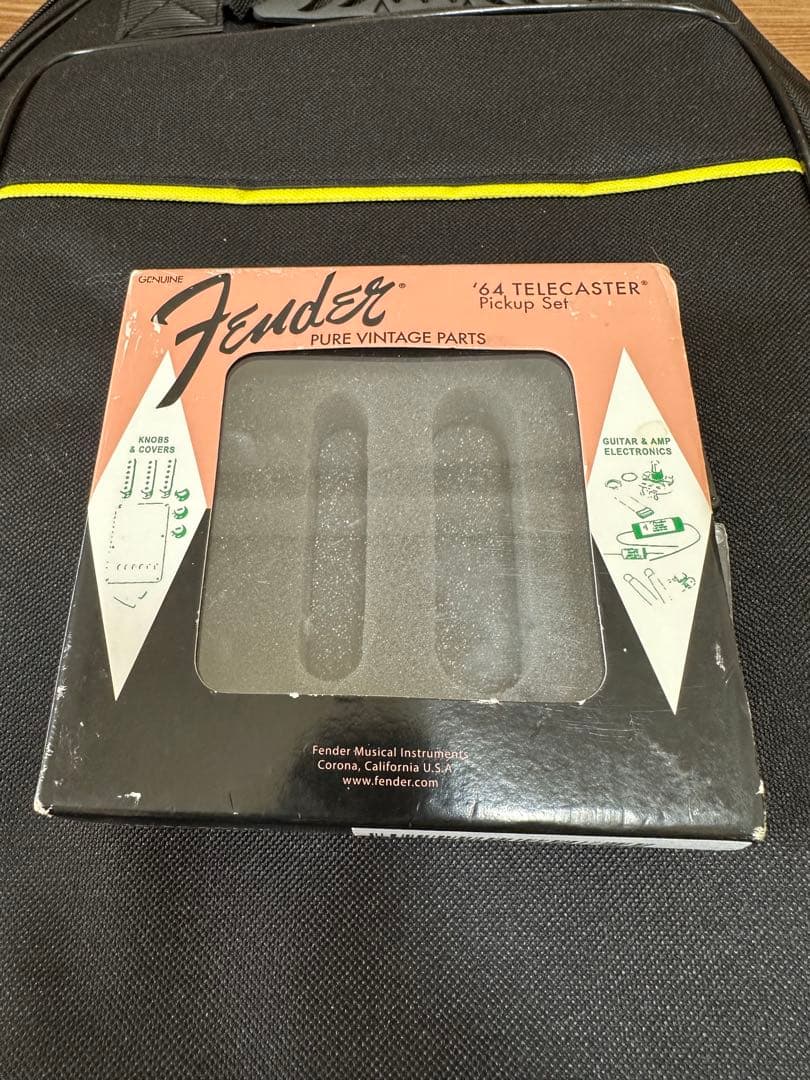 GENUINE
Fender®
PURE VINTAGE PARTS
'64 TELECASTER®
Pickup Set
KNOBS
& COVERS
GUITAR & AMP
ELECTRONICS
Fender Musical Instruments
Corona, California U.S.A.
www.fender.com